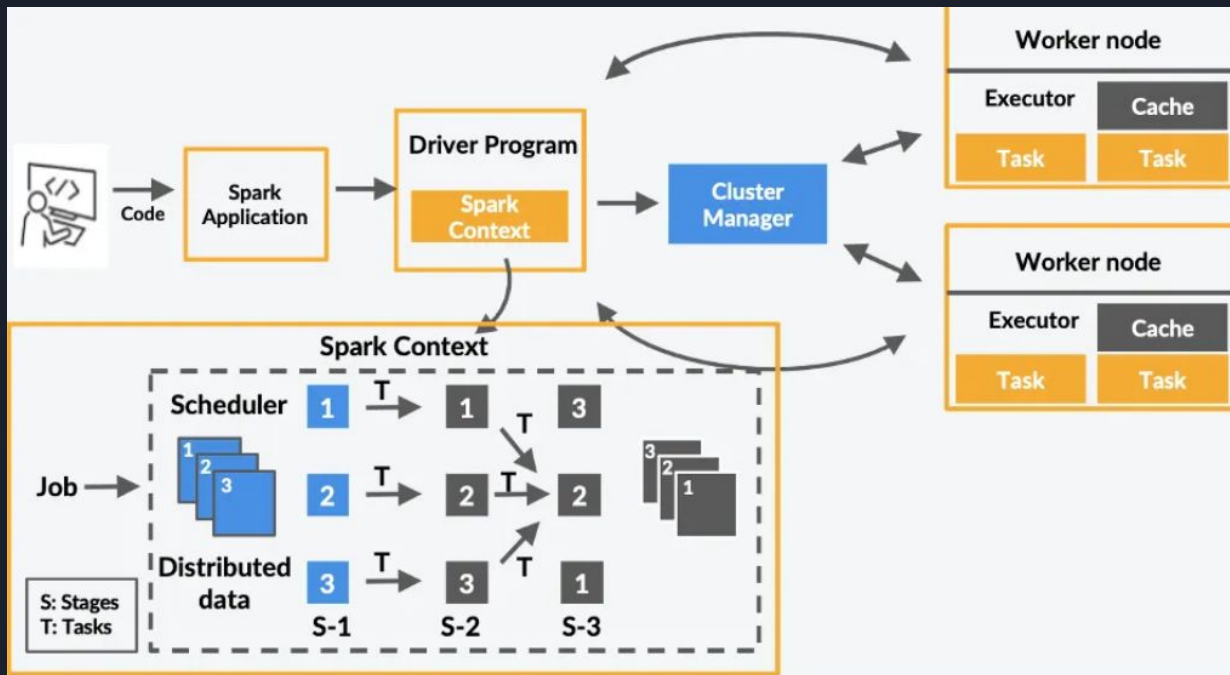 Worker node
Executor
Cache
Task
Task
</>
Code
Spark
Application
Driver Program
Spark
Context
Cluster
Manager
Worker node
Executor
Cache
Task
Task
Spark Context
Scheduler
1
T
1
3
1
2
3
T
3
2
1
Job
2
T
2
T
2
Distributed
data
3
T
3
T
1
S-1
S-2
S-3
S: Stages
T: Tasks